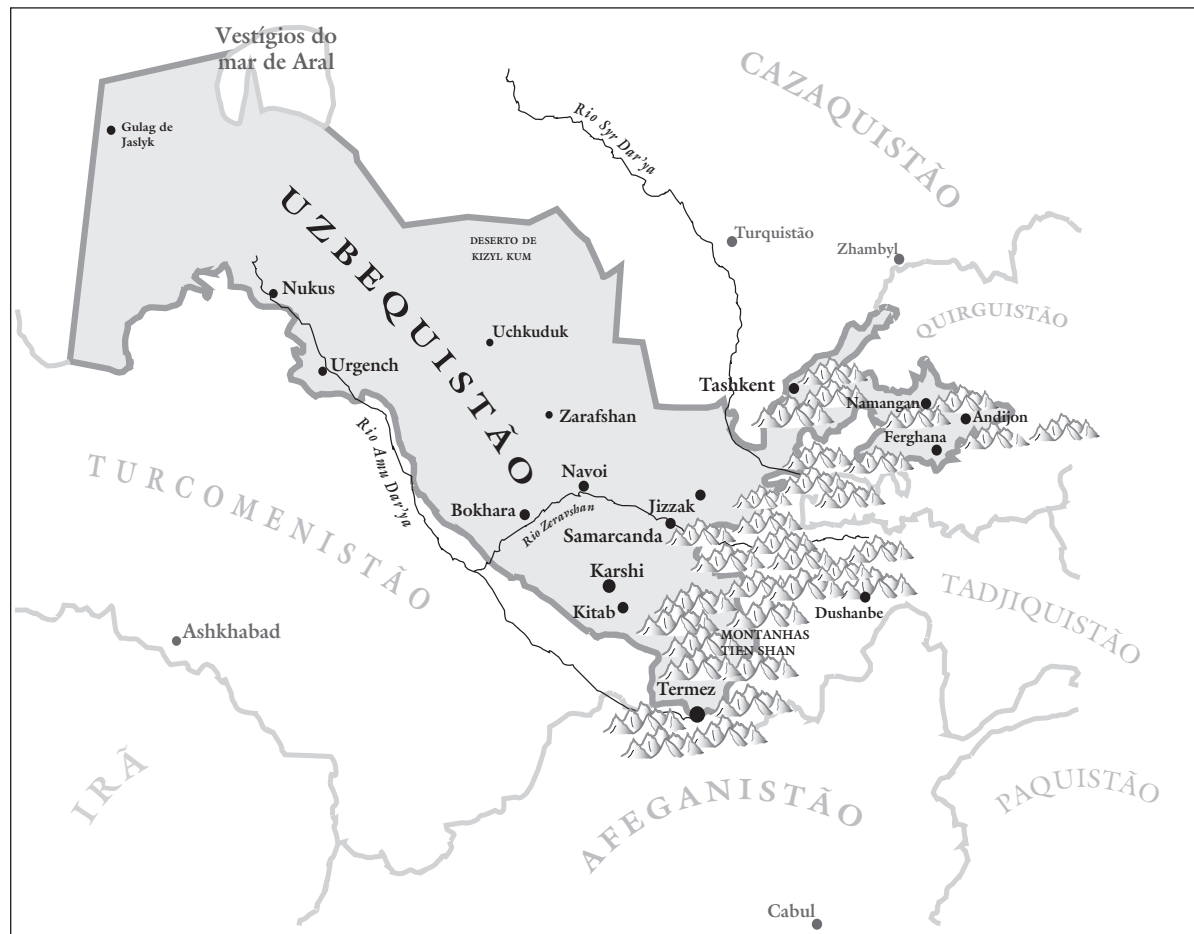 Vestígios do
mar de Aral
CAZAQUISTÃO
Rio Syr Dar'ya
Gulag de
Jaslyk
UZBEQUISTÃO
DESERTO DE
KIZYL KUM
Turquistão
Zhambyl
Nukus
QUIRGUISTÃO
Uchkuduk
Urgench
Tashkent
Namangan
Andijon
Zarafshan
Ferghana
Rio Amu Dar'ya
TURCOMENISTÃO
Navoi
Jizzak
Bokhara
Rio Zeravshan
Samarcanda
Karshi
Kitab
Dushanbe
TADJIQUISTÃO
MONTANHAS
TIEN SHAN
Ashkhabad
Termez
IRÃ
AFEGANISTÃO
PAQUISTÃO
Cabul